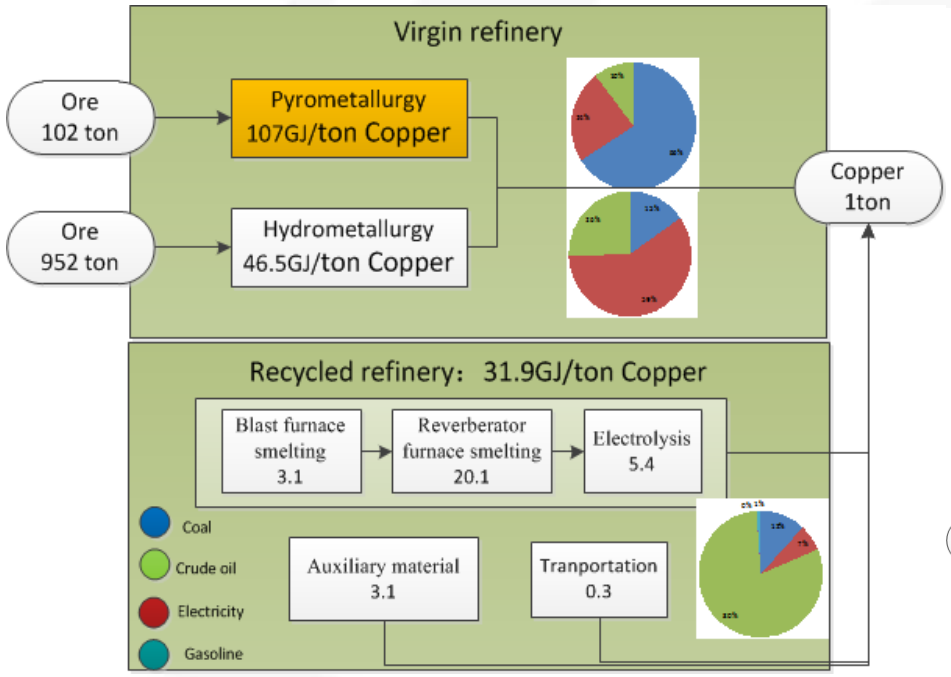 Virgin refinery
Ore
102 ton
Pyrometallurgy
107GJ/ton Copper
Ore
952 ton
Hydrometallurgy
46.5GJ/ton Copper
Copper
1ton
Recycled refinery: 31.9GJ/ton Copper
Blast furnace
smelting
3.1
Reverberator
furnace smelting
20.1
Electrolysis
5.4
Coal
Crude oil
Electricity
Gasoline
Auxiliary material
3.1
Tranportation
0.3
7%